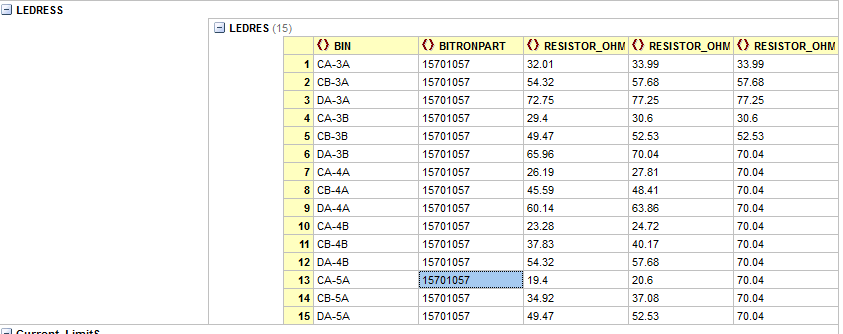 LEDRESS
LEDRES (15)
BIN BITRONPART RESISTOR_OHM RESISTOR_OHM RESISTOR_OHM
1 CA-3A 15701057 32.01 33.99 33.99
2 CB-3A 15701057 54.32 57.68 57.68
3 DA-3A 15701057 72.75 77.25 77.25
4 CA-3B 15701057 29.4 30.6 30.6
5 CB-3B 15701057 49.47 52.53 52.53
6 DA-3B 15701057 65.96 70.04 70.04
7 CA-4A 15701057 26.19 27.81 70.04
8 CB-4A 15701057 45.59 48.41 70.04
9 DA-4A 15701057 60.14 63.86 70.04
10 CA-4B 15701057 23.28 24.72 70.04
11 CB-4B 15701057 37.83 40.17 70.04
12 DA-4B 15701057 54.32 57.68 70.04
13 CA-5A 15701057 19.4 20.6 70.04
14 CB-5A 15701057 34.92 37.08 70.04
15 DA-5A 15701057 49.47 52.53 70.04